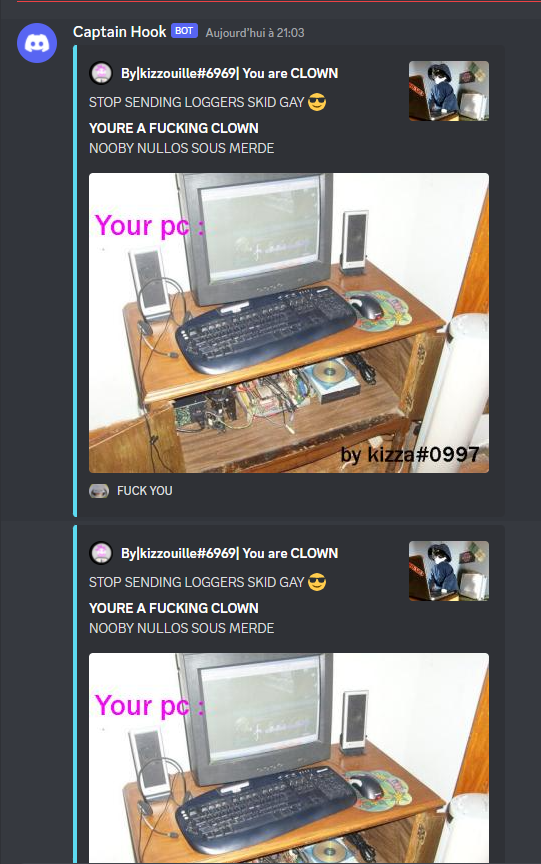 Captain Hook BOT Aujourd'hui à 21:03
By|kizzouille#6969| You are CLOWN
STOP SENDING LOGGERS SKID GAY 😎
YOURE A FUCKING CLOWN
NOOBY NULLOS SOUS MERDE
Your pc :
by kizza#0997
FUCK YOU
By|kizzouille#6969| You are CLOWN
STOP SENDING LOGGERS SKID GAY 😎
YOURE A FUCKING CLOWN
NOOBY NULLOS SOUS MERDE
Your pc :